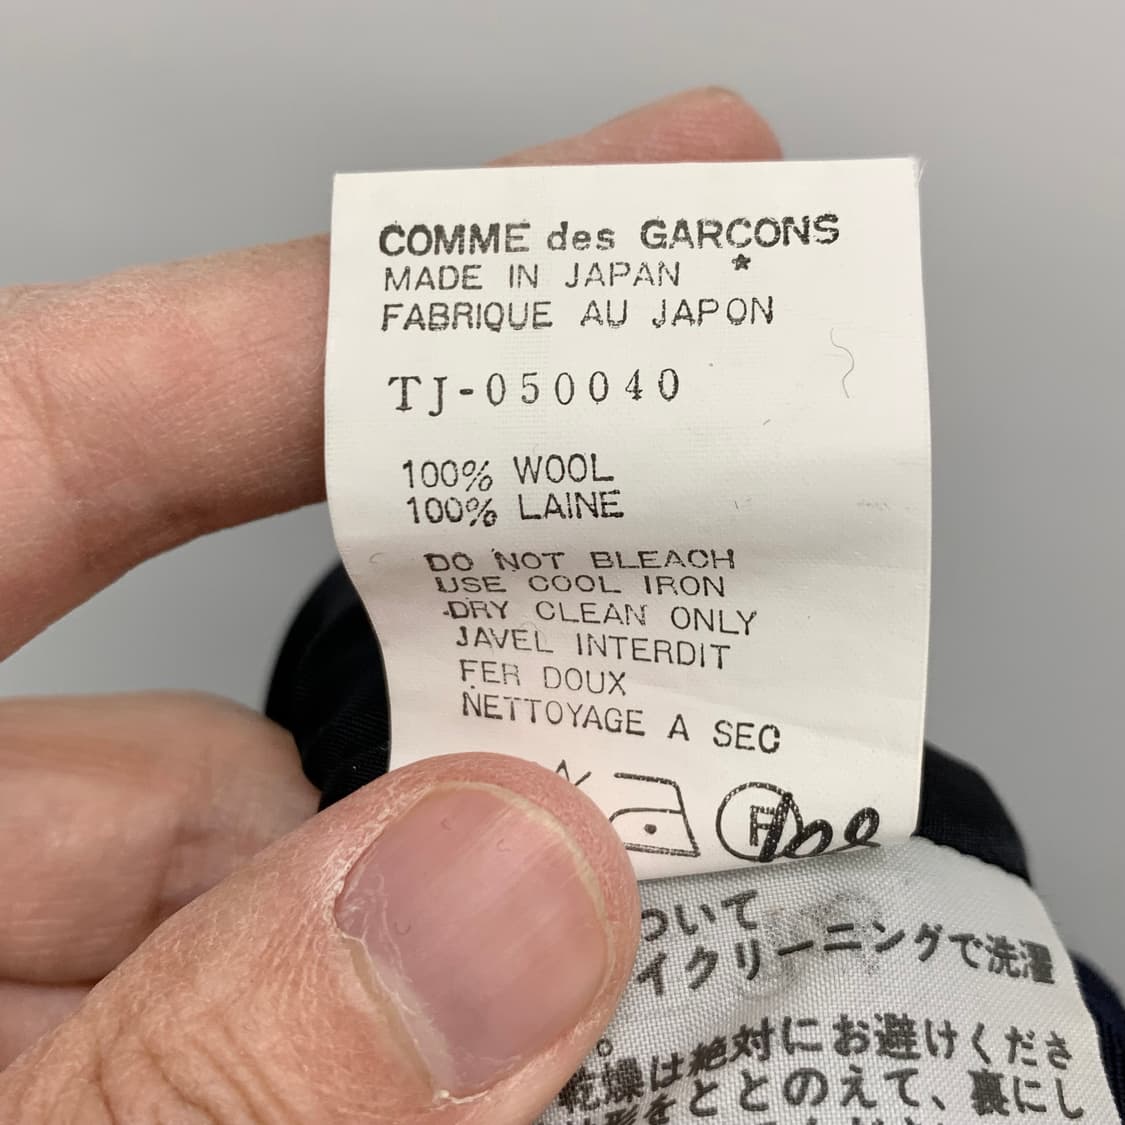 COMME des GARCONS
★
MADE IN JAPAN
FABRIQUE AU JAPON
TJ-050040
100% WOOL
100% LAINE
DO NOT BLEACH
USE COOL IRON
DRY CLEAN ONLY
JAVEL INTERDIT
FER DOUX
NETTOYAGE A SEC
F
ついて
イクリーニングで洗濯
。
乾燥は絶対にお避けくださ
形をととのえて、裏にし